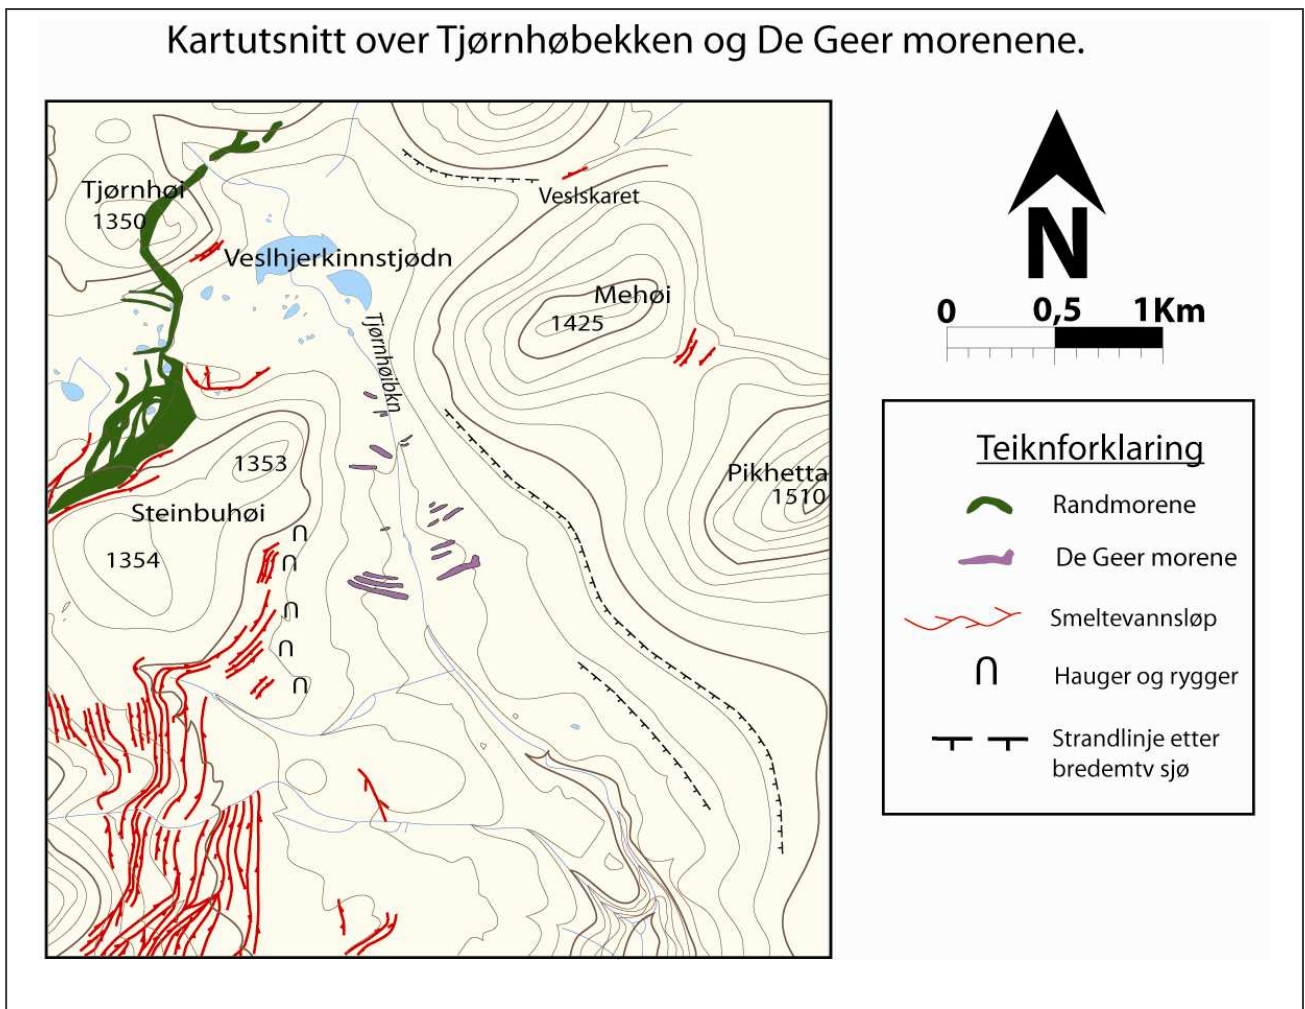 Kartutsnitt over Tjørnhøbekken og De Geer morenene.
Tjørnhøi
1350
Veslskaret
Veslhjerkinnstjødn
Mehøi
1425
Tjørnhøibkn
1353
Pikhetta
1510
Steinbuhøi
1354
N
0 0,5 1Km
Teiknforklaring
Randmorene
De Geer morene
Smeltevannsløp
Hauger og rygger
Strandlinje etter
bredemtv sjø